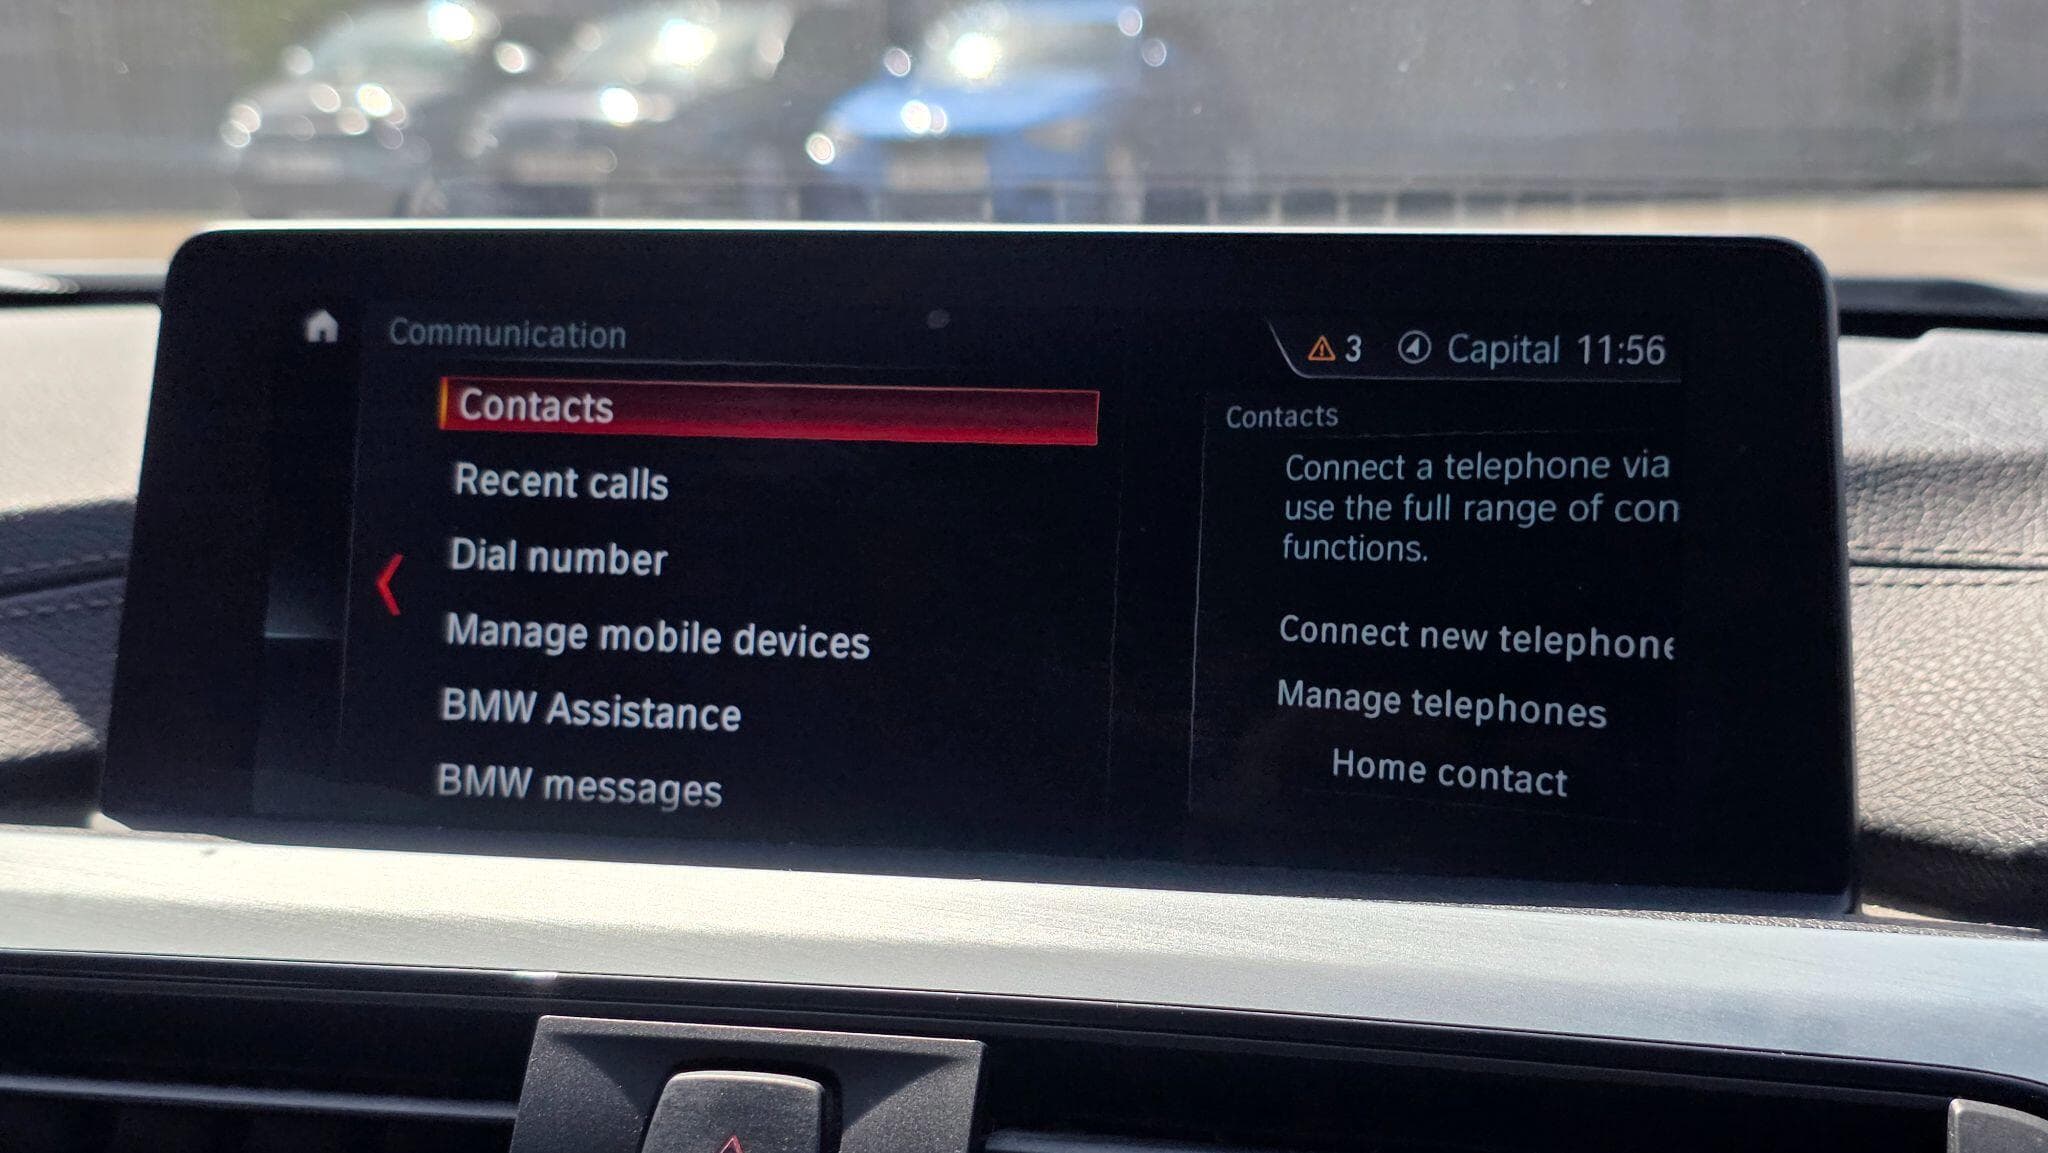 Communication
3 Capital 11:56
Contacts
Recent calls
Dial number
Manage mobile devices
BMW Assistance
BMW messages
Contacts
Connect a telephone via
use the full range of con
functions.
Connect new telephone
Manage telephones
Home contact